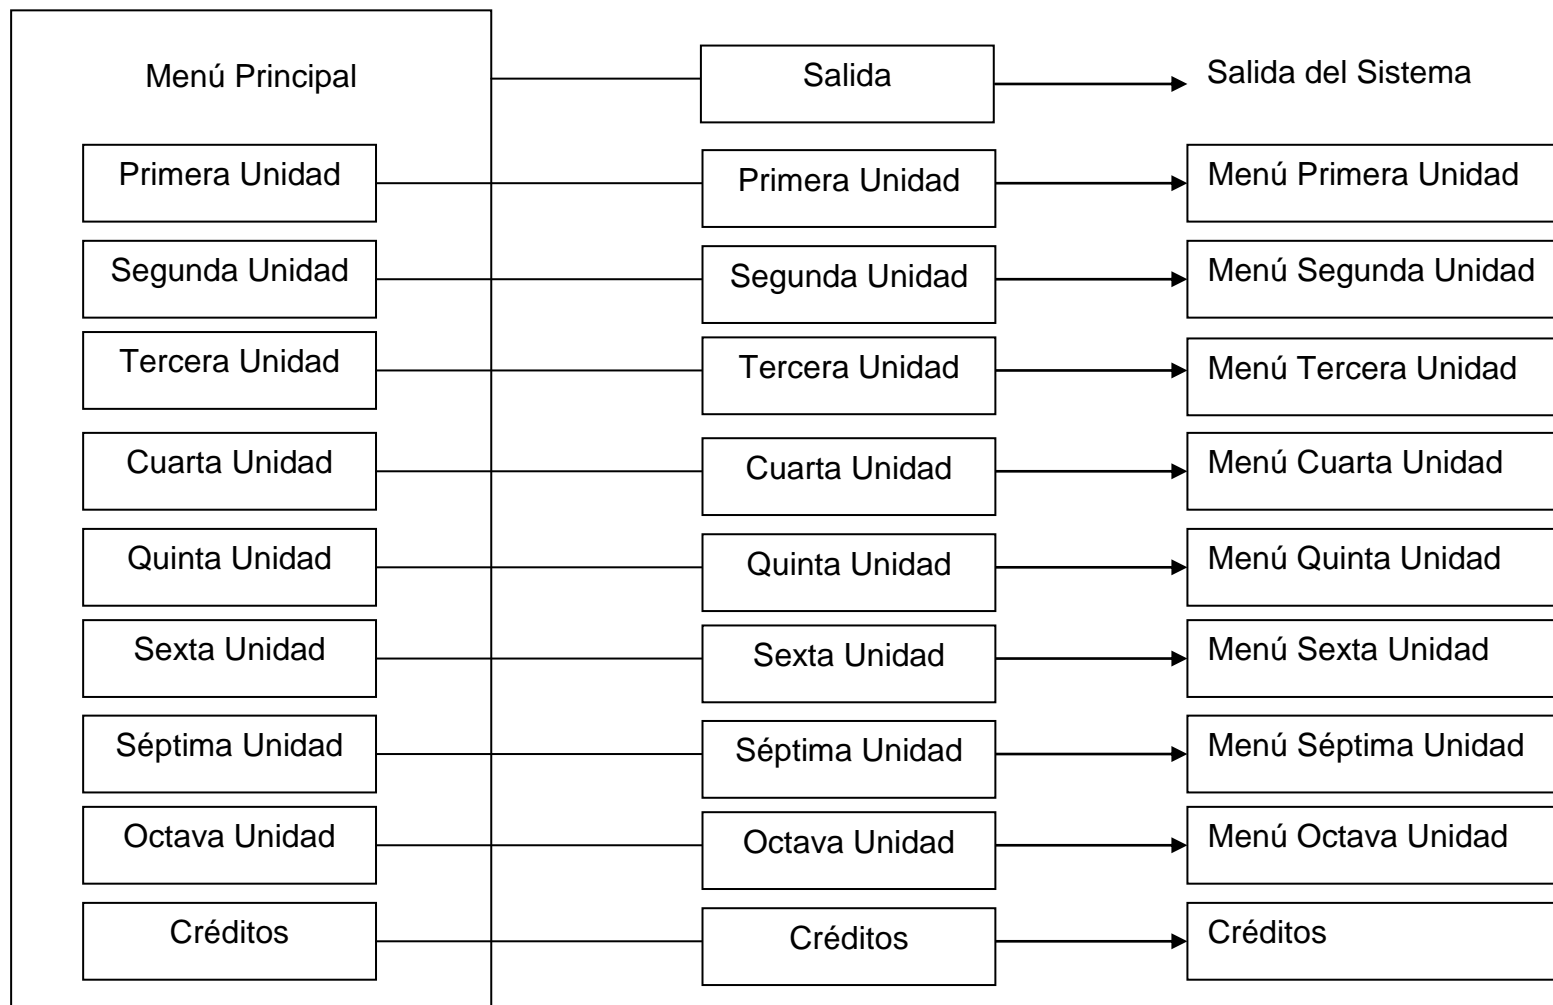 Menú Principal
Salida
Salida del Sistema
Primera Unidad
Primera Unidad
Menú Primera Unidad
Segunda Unidad
Segunda Unidad
Menú Segunda Unidad
Tercera Unidad
Tercera Unidad
Menú Tercera Unidad
Cuarta Unidad
Cuarta Unidad
Menú Cuarta Unidad
Quinta Unidad
Quinta Unidad
Menú Quinta Unidad
Sexta Unidad
Sexta Unidad
Menú Sexta Unidad
Séptima Unidad
Séptima Unidad
Menú Séptima Unidad
Octava Unidad
Octava Unidad
Menú Octava Unidad
Créditos
Créditos
Créditos